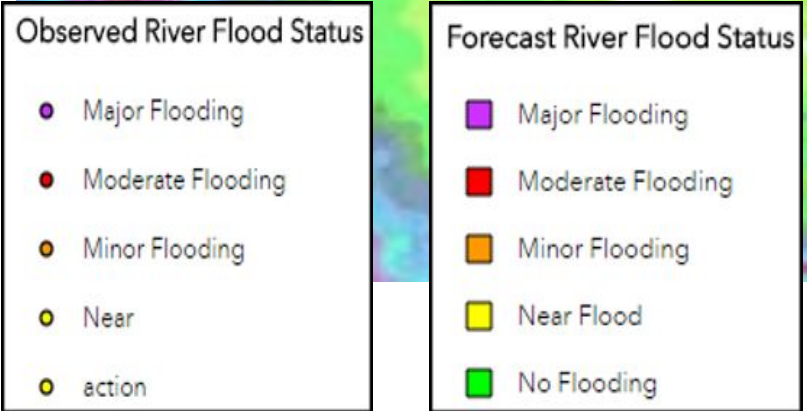 Observed River Flood Status
Major Flooding
Moderate Flooding
Minor Flooding
Near
action
Forecast River Flood Status
Major Flooding
Moderate Flooding
Minor Flooding
Near Flood
No Flooding